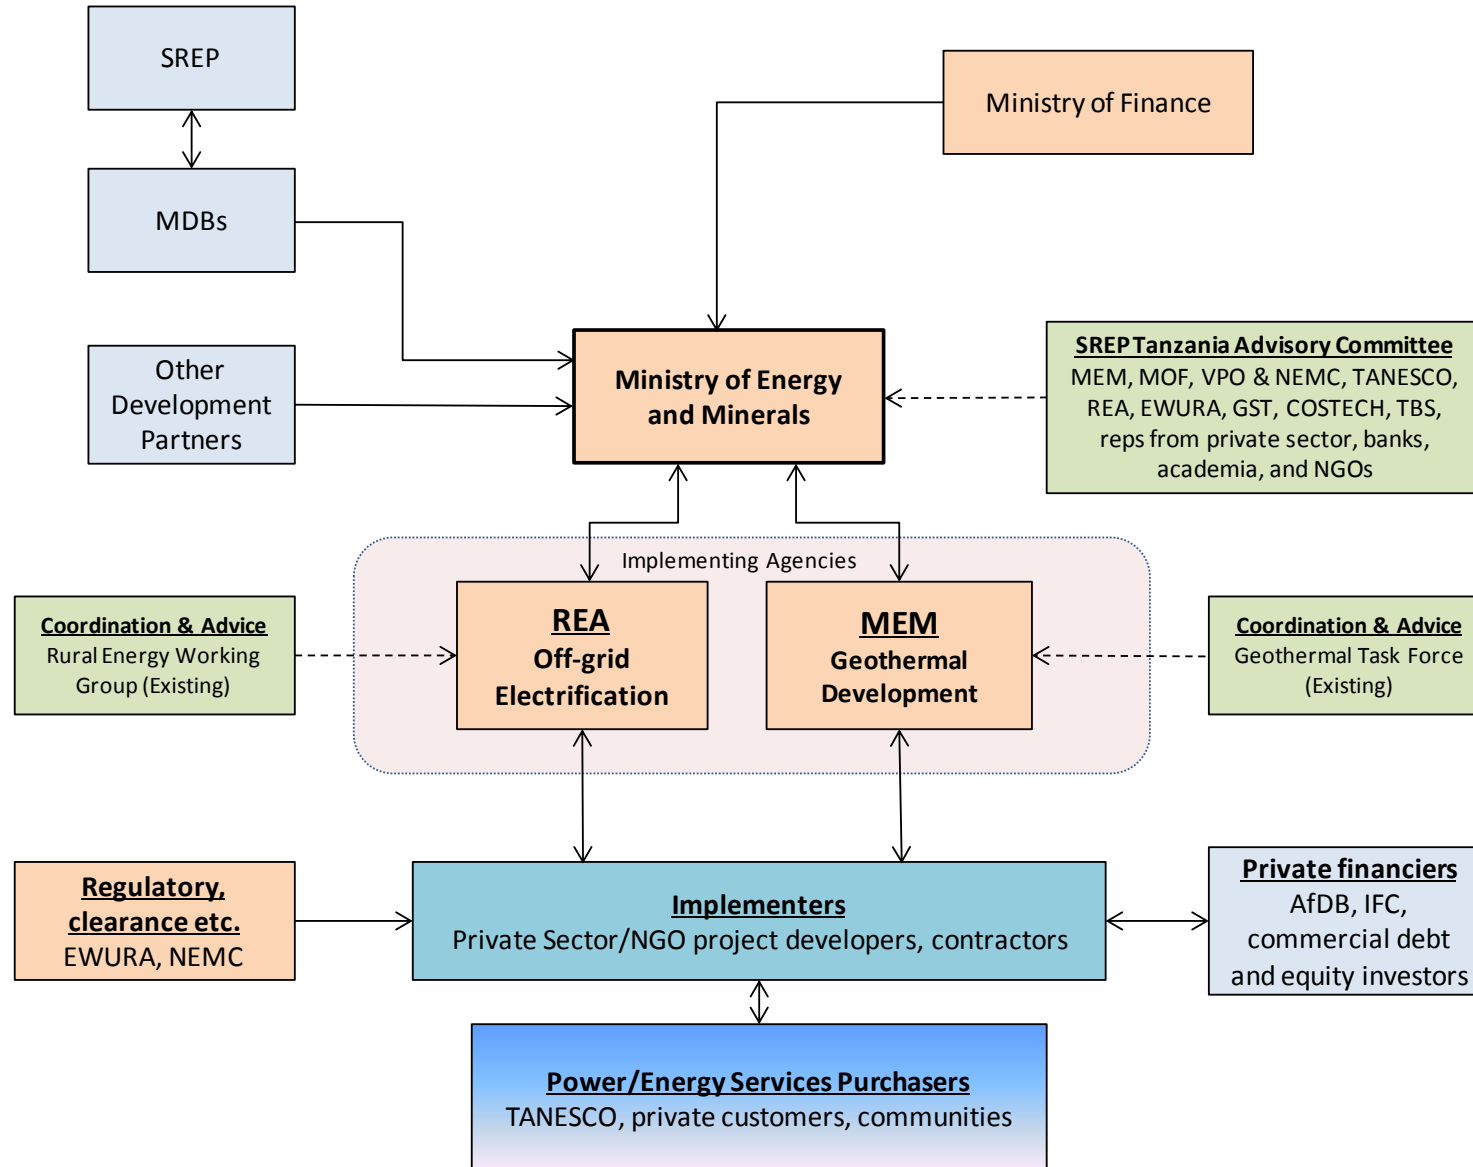 SREP
Ministry of Finance
MDBs
Other
Development
Partners
Ministry of Energy
and Minerals
SREP Tanzania Advisory Committee
MEM, MOF, VPO & NEMC, TANESCO,
REA, EWURA, GST, COSTECH, TBS,
reps from private sector, banks,
academia, and NGOs
Implementing Agencies
Coordination & Advice
Rural Energy Working
Group (Existing)
REA
Off-grid
Electrification
MEM
Geothermal
Development
Coordination & Advice
Geothermal Task Force
(Existing)
Regulatory,
clearance etc.
EWURA, NEMC
Implementers
Private Sector/NGO project developers, contractors
Private financiers
AfDB, IFC,
commercial debt
and equity investors
Power/Energy Services Purchasers
TANESCO, private customers, communities